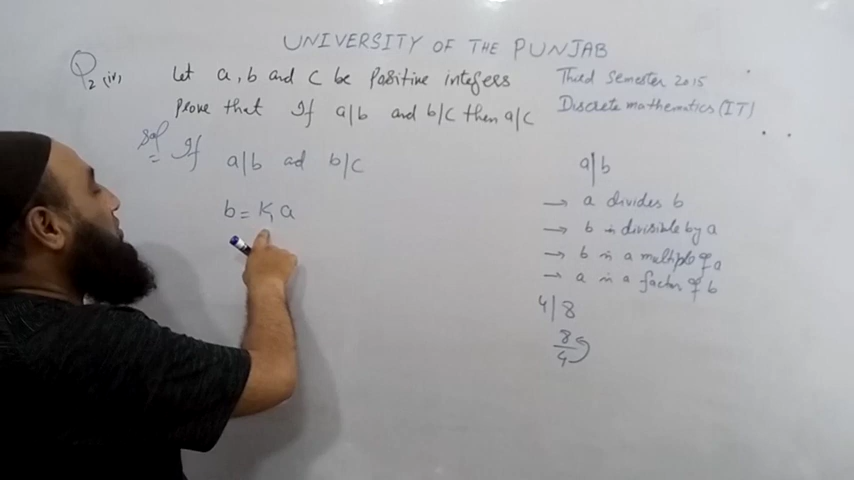 UNIVERSITY OF THE PUNJAB
Q2 (iv) Let a, b and c be Positive integers
Prove that If a|b and b|c then a|c
Third Semester 2015
Discrete mathematics (IT)
Sol = If a|b ad b|c
b = K1 a
a|b
→ a divides b
→ b is divisible by a
→ b is a multiple of a
→ a is a factor of b
4|8
8
4